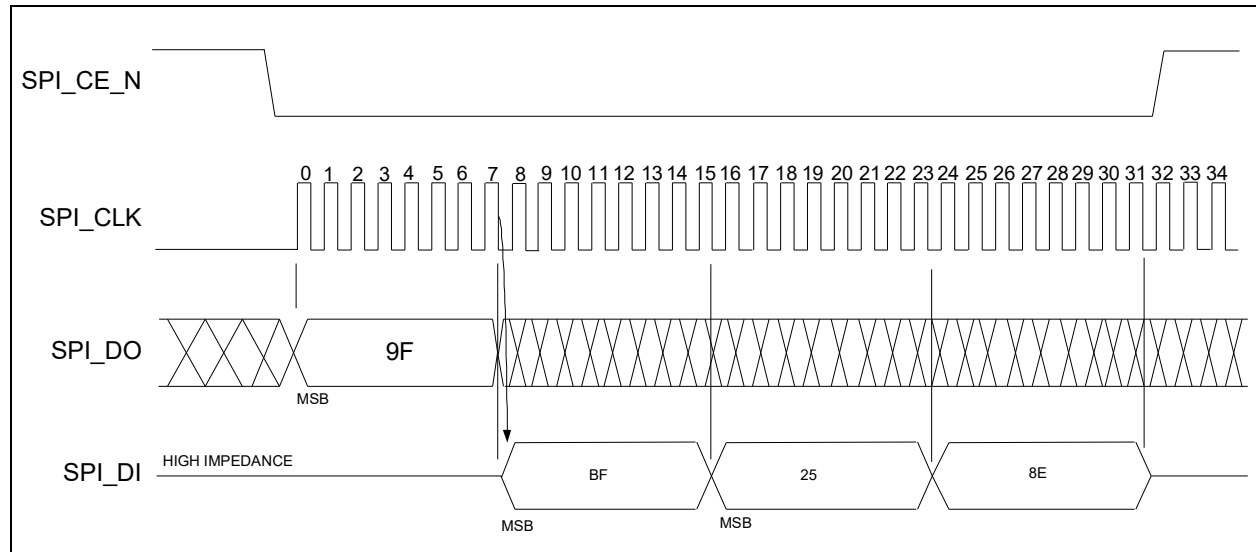 SPI_CE_N
0 1 2 3 4 5 6 7 8 9 10 11 12 13 14 15 16 17 18 19 20 21 22 23 24 25 26 27 28 29 30 31 32 33 34
SPI_CLK
SPI_DO
9F
MSB
HIGH IMPEDANCE
SPI_DI
BF 25 8E
MSB MSB